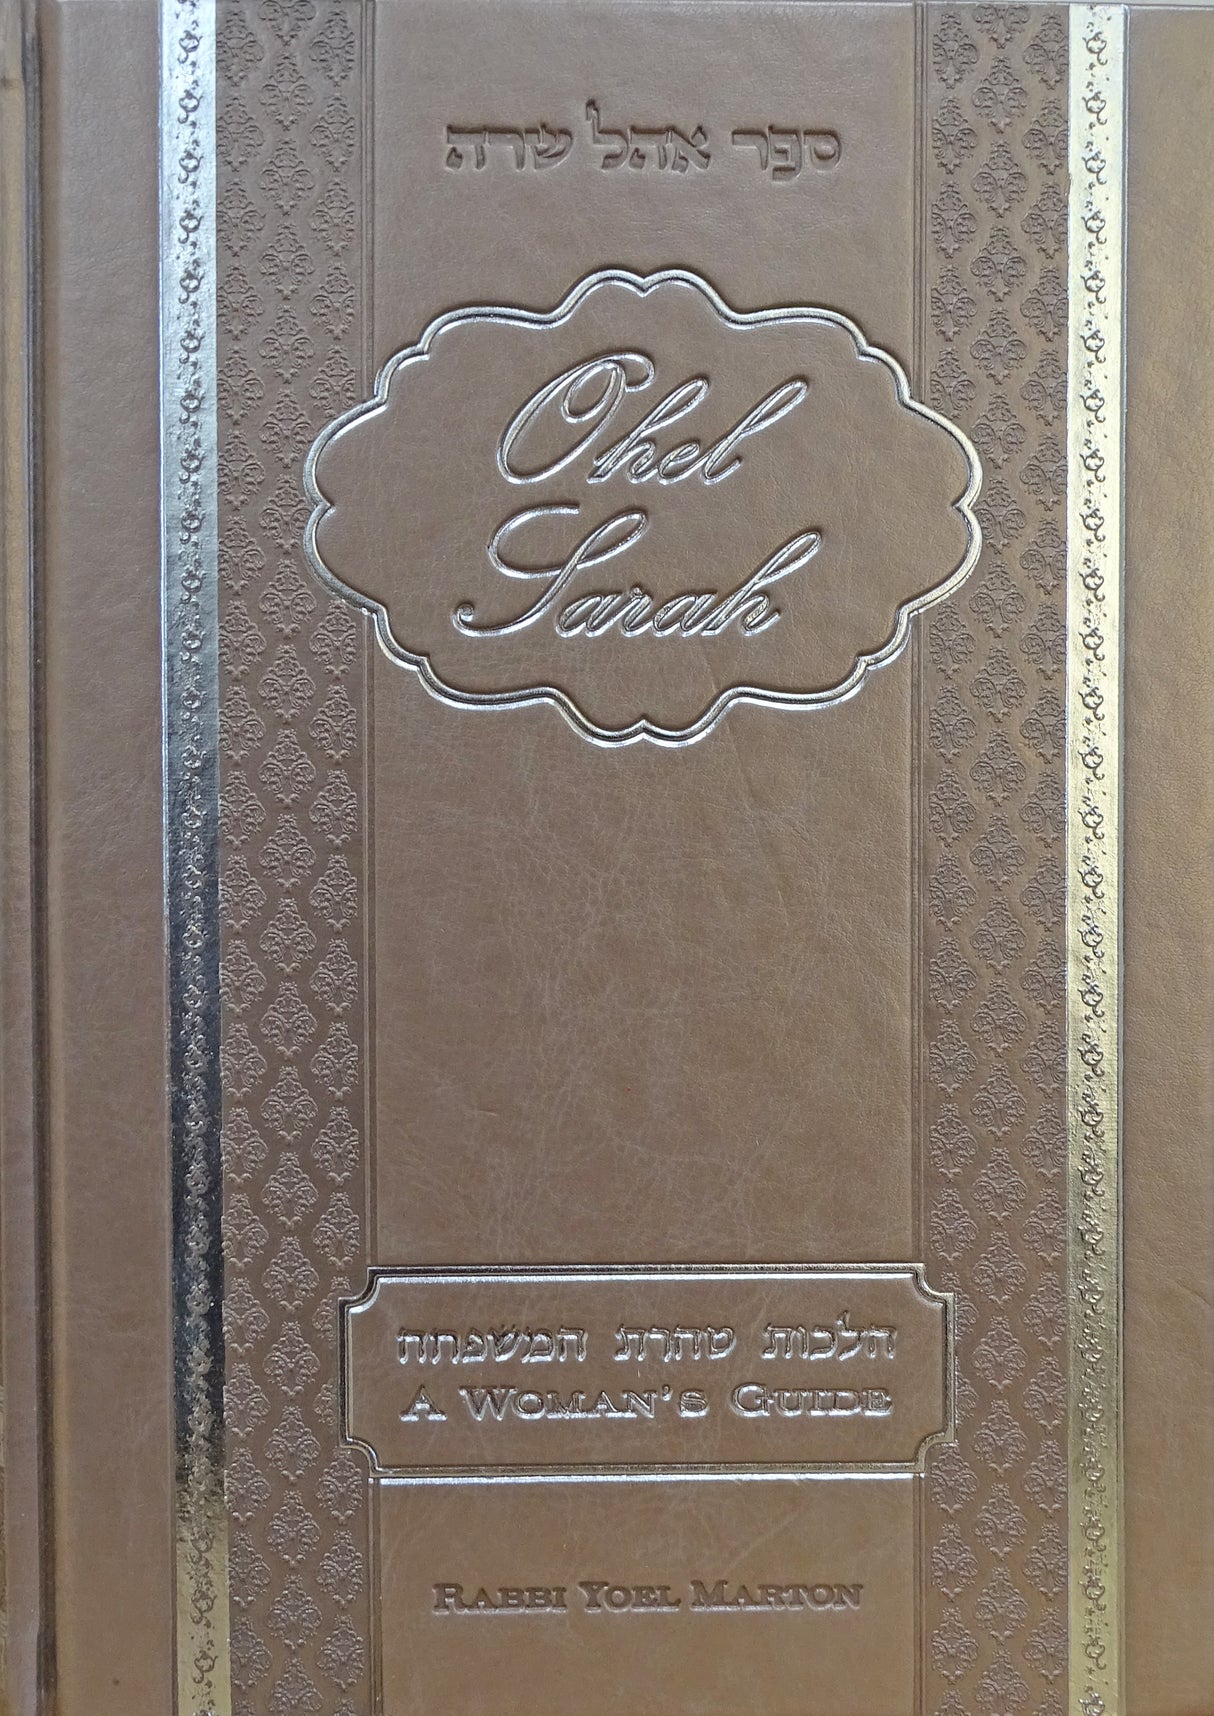 ספר אהל שרה
Ohel
Sarah
הלכות טהרת המשפחה
A WOMAN'S GUIDE
RABBI YOEL MARTON